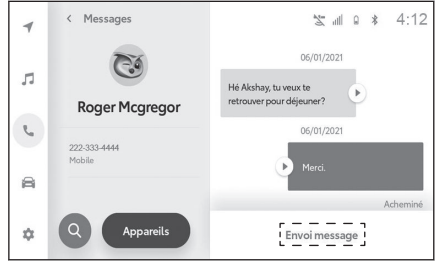 < Messages
4:12
Roger Mcgregor
222-333-4444
Mobile
Appareils
06/01/2021
Hé Akshay, tu veux te
retrouver pour déjeuner?
06/01/2021
Merci.
Acheminé
Envoi message